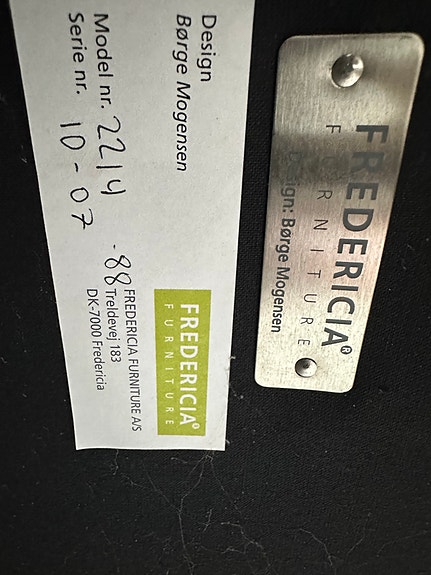 FREDERICIA®
FURNITURE
Design: Børge Mogensen
Design
Børge Mogensen
Model nr. 2214
Serie nr. 10-07
.88
FREDERICIA®
FURNITURE
FREDERICIA FURNITURE A/S
Treldevej 183
DK-7000 Fredericia